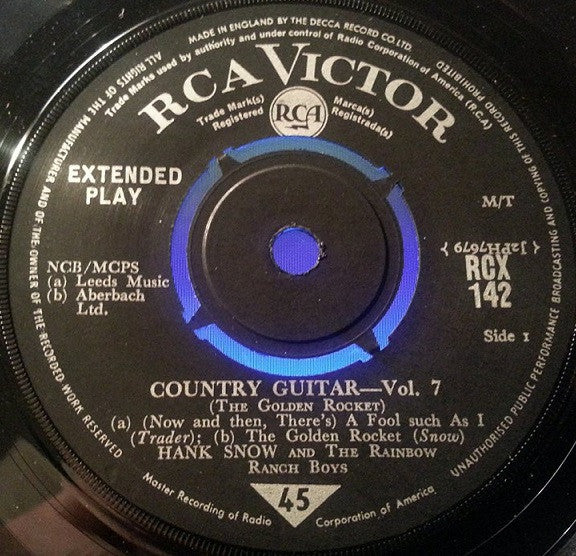 MADE IN ENGLAND BY THE DECCA RECORD CO LTD.
Trade Marks used by authority and under control of Radio Corporation of America (R.C.A)
ALL RIGHTS OF THE MANUFACTURER AND OF THE OWNER OF THE RECORDED WORK RESERVED
UNAUTHORISED PUBLIC PERFORMANCE BROADCASTING AND COPYING OF THIS RECORD PROHIBITED
RCA VICTOR
Trade Mark(s)
Registered
RCA
Marca(s)
Registrada(s)
EXTENDED
PLAY
M/T
RCX
142
NCB/MCPS
(a) Leeds Music
(b) Aberbach
Ltd.
Side 1
COUNTRY GUITAR—Vol. 7
(THE GOLDEN ROCKET)
(a) (Now and then, There's) A Fool such As I
(Trader); (b) The Golden Rocket (Snow)
HANK SNOW AND THE RAINBOW
RANCH BOYS
45
Master Recording of Radio Corporation of America.